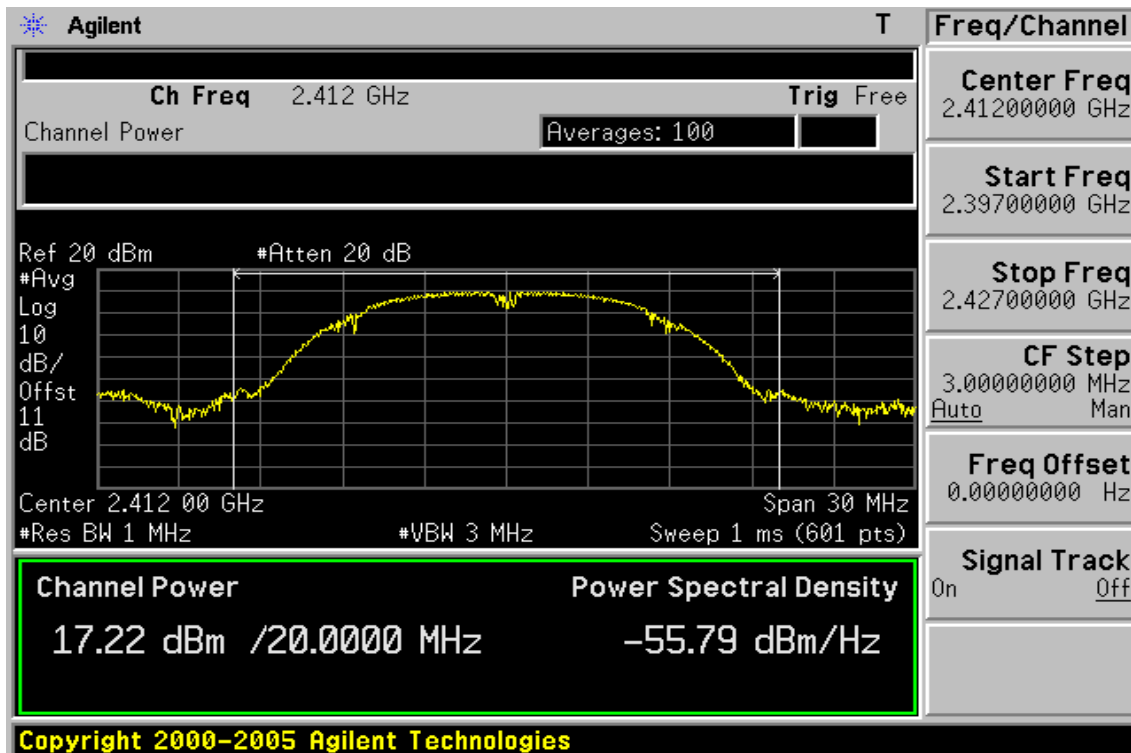 Agilent T
Ch Freq 2.412 GHz Trig Free
Channel Power Averages: 100
Ref 20 dBm #Atten 20 dB
#Avg
Log
10
dB/
Offst
11
dB
Center 2.412 00 GHz Span 30 MHz
#Res BW 1 MHz #VBW 3 MHz Sweep 1 ms (601 pts)
Channel Power Power Spectral Density
17.22 dBm /20.0000 MHz -55.79 dBm/Hz
Copyright 2000-2005 Agilent Technologies
Freq/Channel
Center Freq
2.41200000 GHz
Start Freq
2.39700000 GHz
Stop Freq
2.42700000 GHz
CF Step
3.00000000 MHz
Auto Man
Freq Offset
0.00000000 Hz
Signal Track
On Off